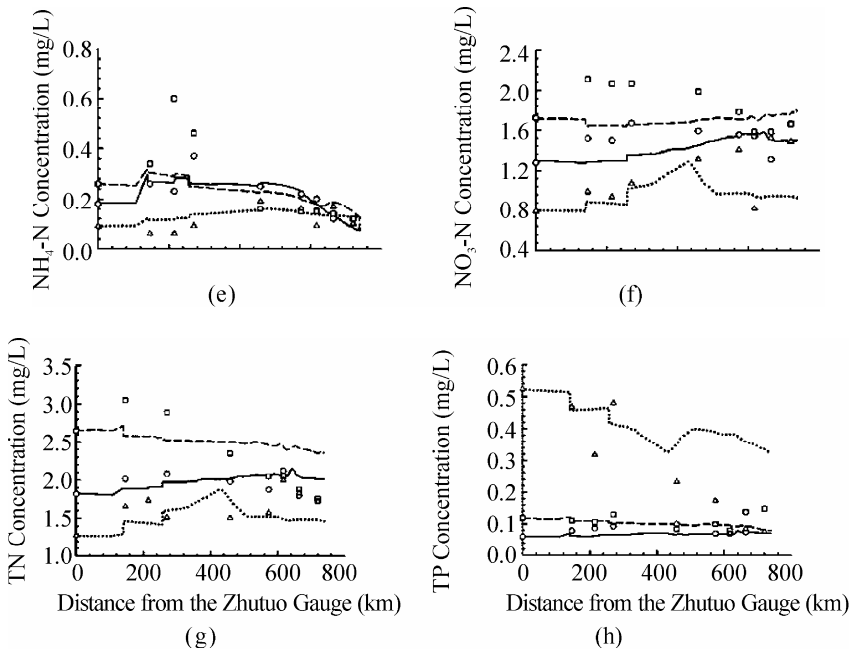 NH₄-N Concentration (mg/L)
0.8
0.6
0.4
0.2
0.0
(e)
NO₃-N Concentration (mg/L)
2.4
2.0
1.6
1.2
0.8
0.4
(f)
TN Concentration (mg/L)
3.5
3.0
2.5
2.0
1.5
1.0
0 200 400 600 800
Distance from the Zhutuo Gauge (km)
(g)
TP Concentration (mg/L)
0.6
0.5
0.4
0.3
0.2
0.1
0.0
0 200 400 600 800
Distance from the Zhutuo Gauge (km)
(h)